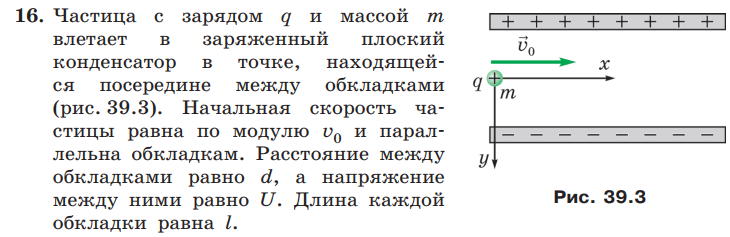 16. Частица с зарядом q и массой m
влетает в заряженный плоский
конденсатор в точке, находящей-
ся посередине между обкладками
(рис. 39.3). Начальная скорость ча-
стицы равна по модулю v₀ и парал-
лельна обкладкам. Расстояние между
обкладками равно d, а напряжение
между ними равно U. Длина каждой
обкладки равна l.
+ + + + + + + + +
v⃗₀
x
q +
m
− − − − − − − − −
y
Рис. 39.3